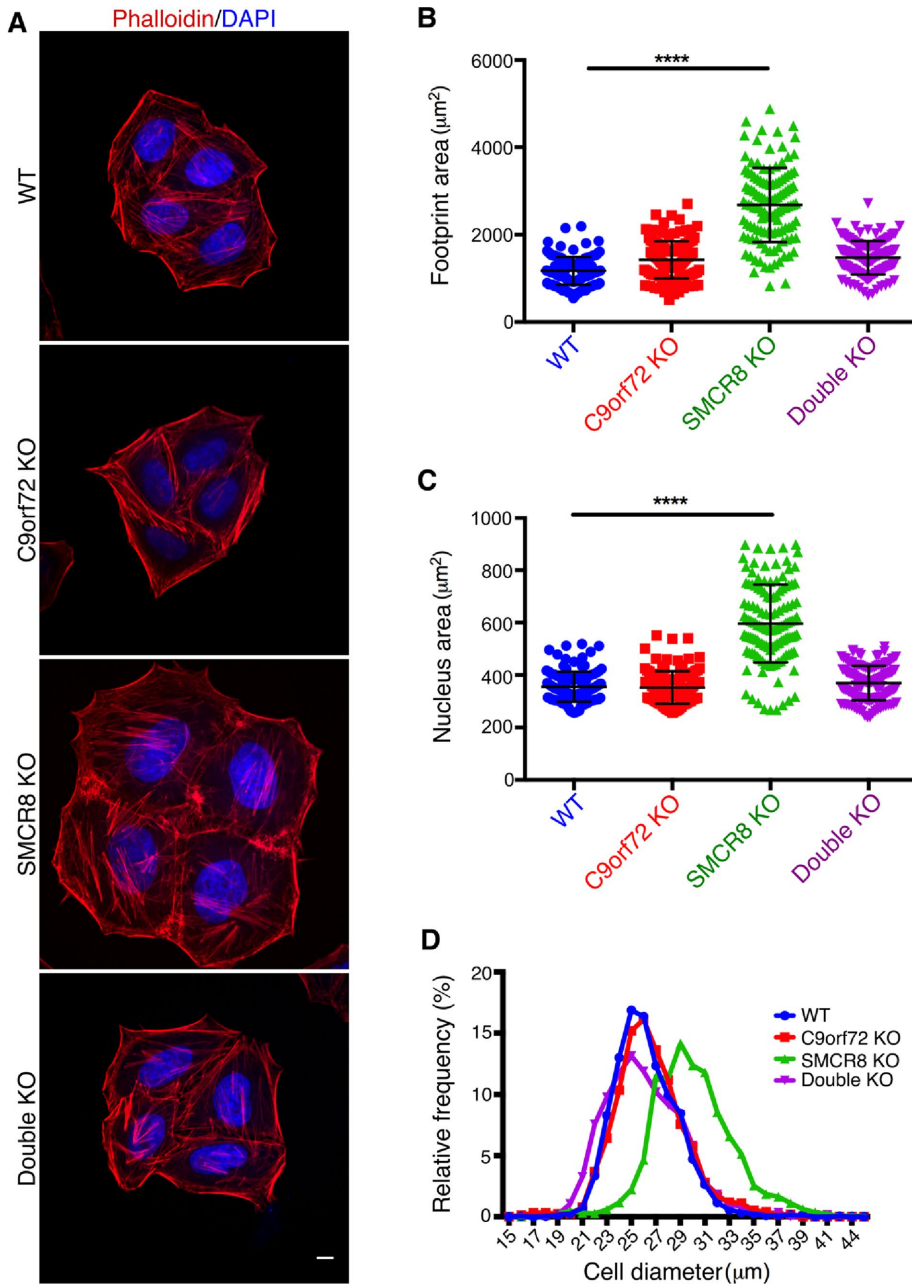 A
Phalloidin/DAPI
WT
C9orf72 KO
SMCR8 KO
Double KO
B
****
Footprint area (μm²)
6000
4000
2000
0
WT
C9orf72 KO
SMCR8 KO
Double KO
C
****
Nucleus area (μm²)
1000
800
600
400
200
0
WT
C9orf72 KO
SMCR8 KO
Double KO
D
Relative frequency (%)
20
15
10
5
0
WT
C9orf72 KO
SMCR8 KO
Double KO
15 17 19 21 23 25 27 29 31 33 35 37 39 41 44
Cell diameter (μm)